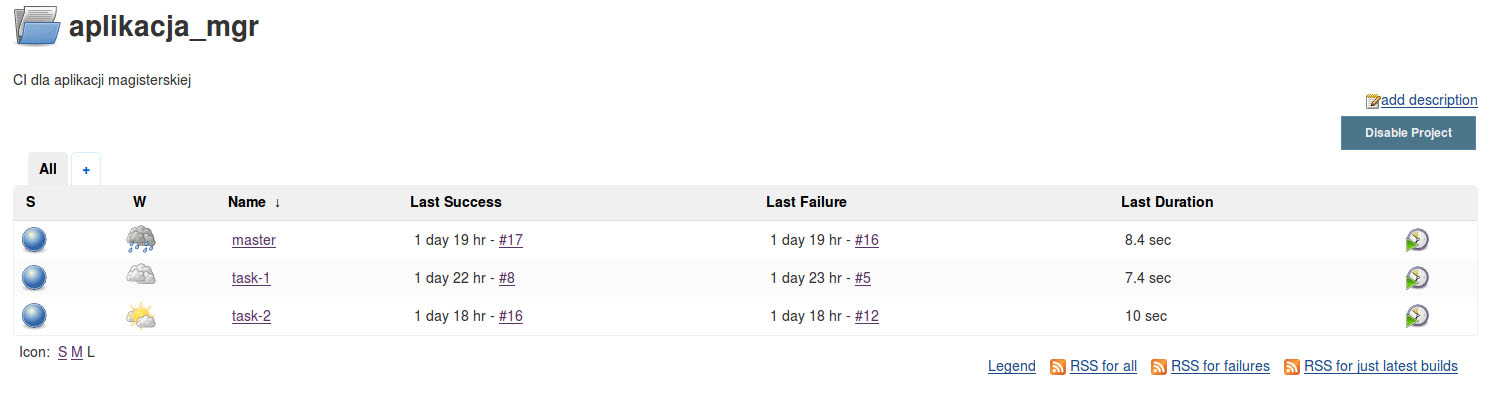 aplikacja_mgr
CI dla aplikacji magisterskiej
add description
Disable Project
All +
S W Name ↓ Last Success Last Failure Last Duration
master 1 day 19 hr - #17 1 day 19 hr - #16 8.4 sec
task-1 1 day 22 hr - #8 1 day 23 hr - #5 7.4 sec
task-2 1 day 18 hr - #16 1 day 18 hr - #12 10 sec
Icon: S M L
Legend RSS for all RSS for failures RSS for just latest builds